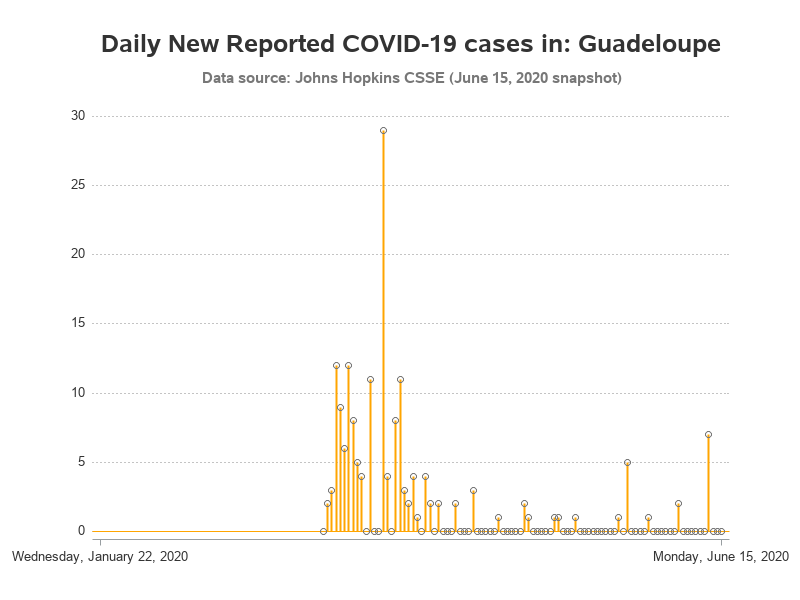 Daily New Reported COVID-19 cases in: Guadeloupe
Data source: Johns Hopkins CSSE (June 15, 2020 snapshot)
30
25
20
15
10
5
0
Wednesday, January 22, 2020
Monday, June 15, 2020